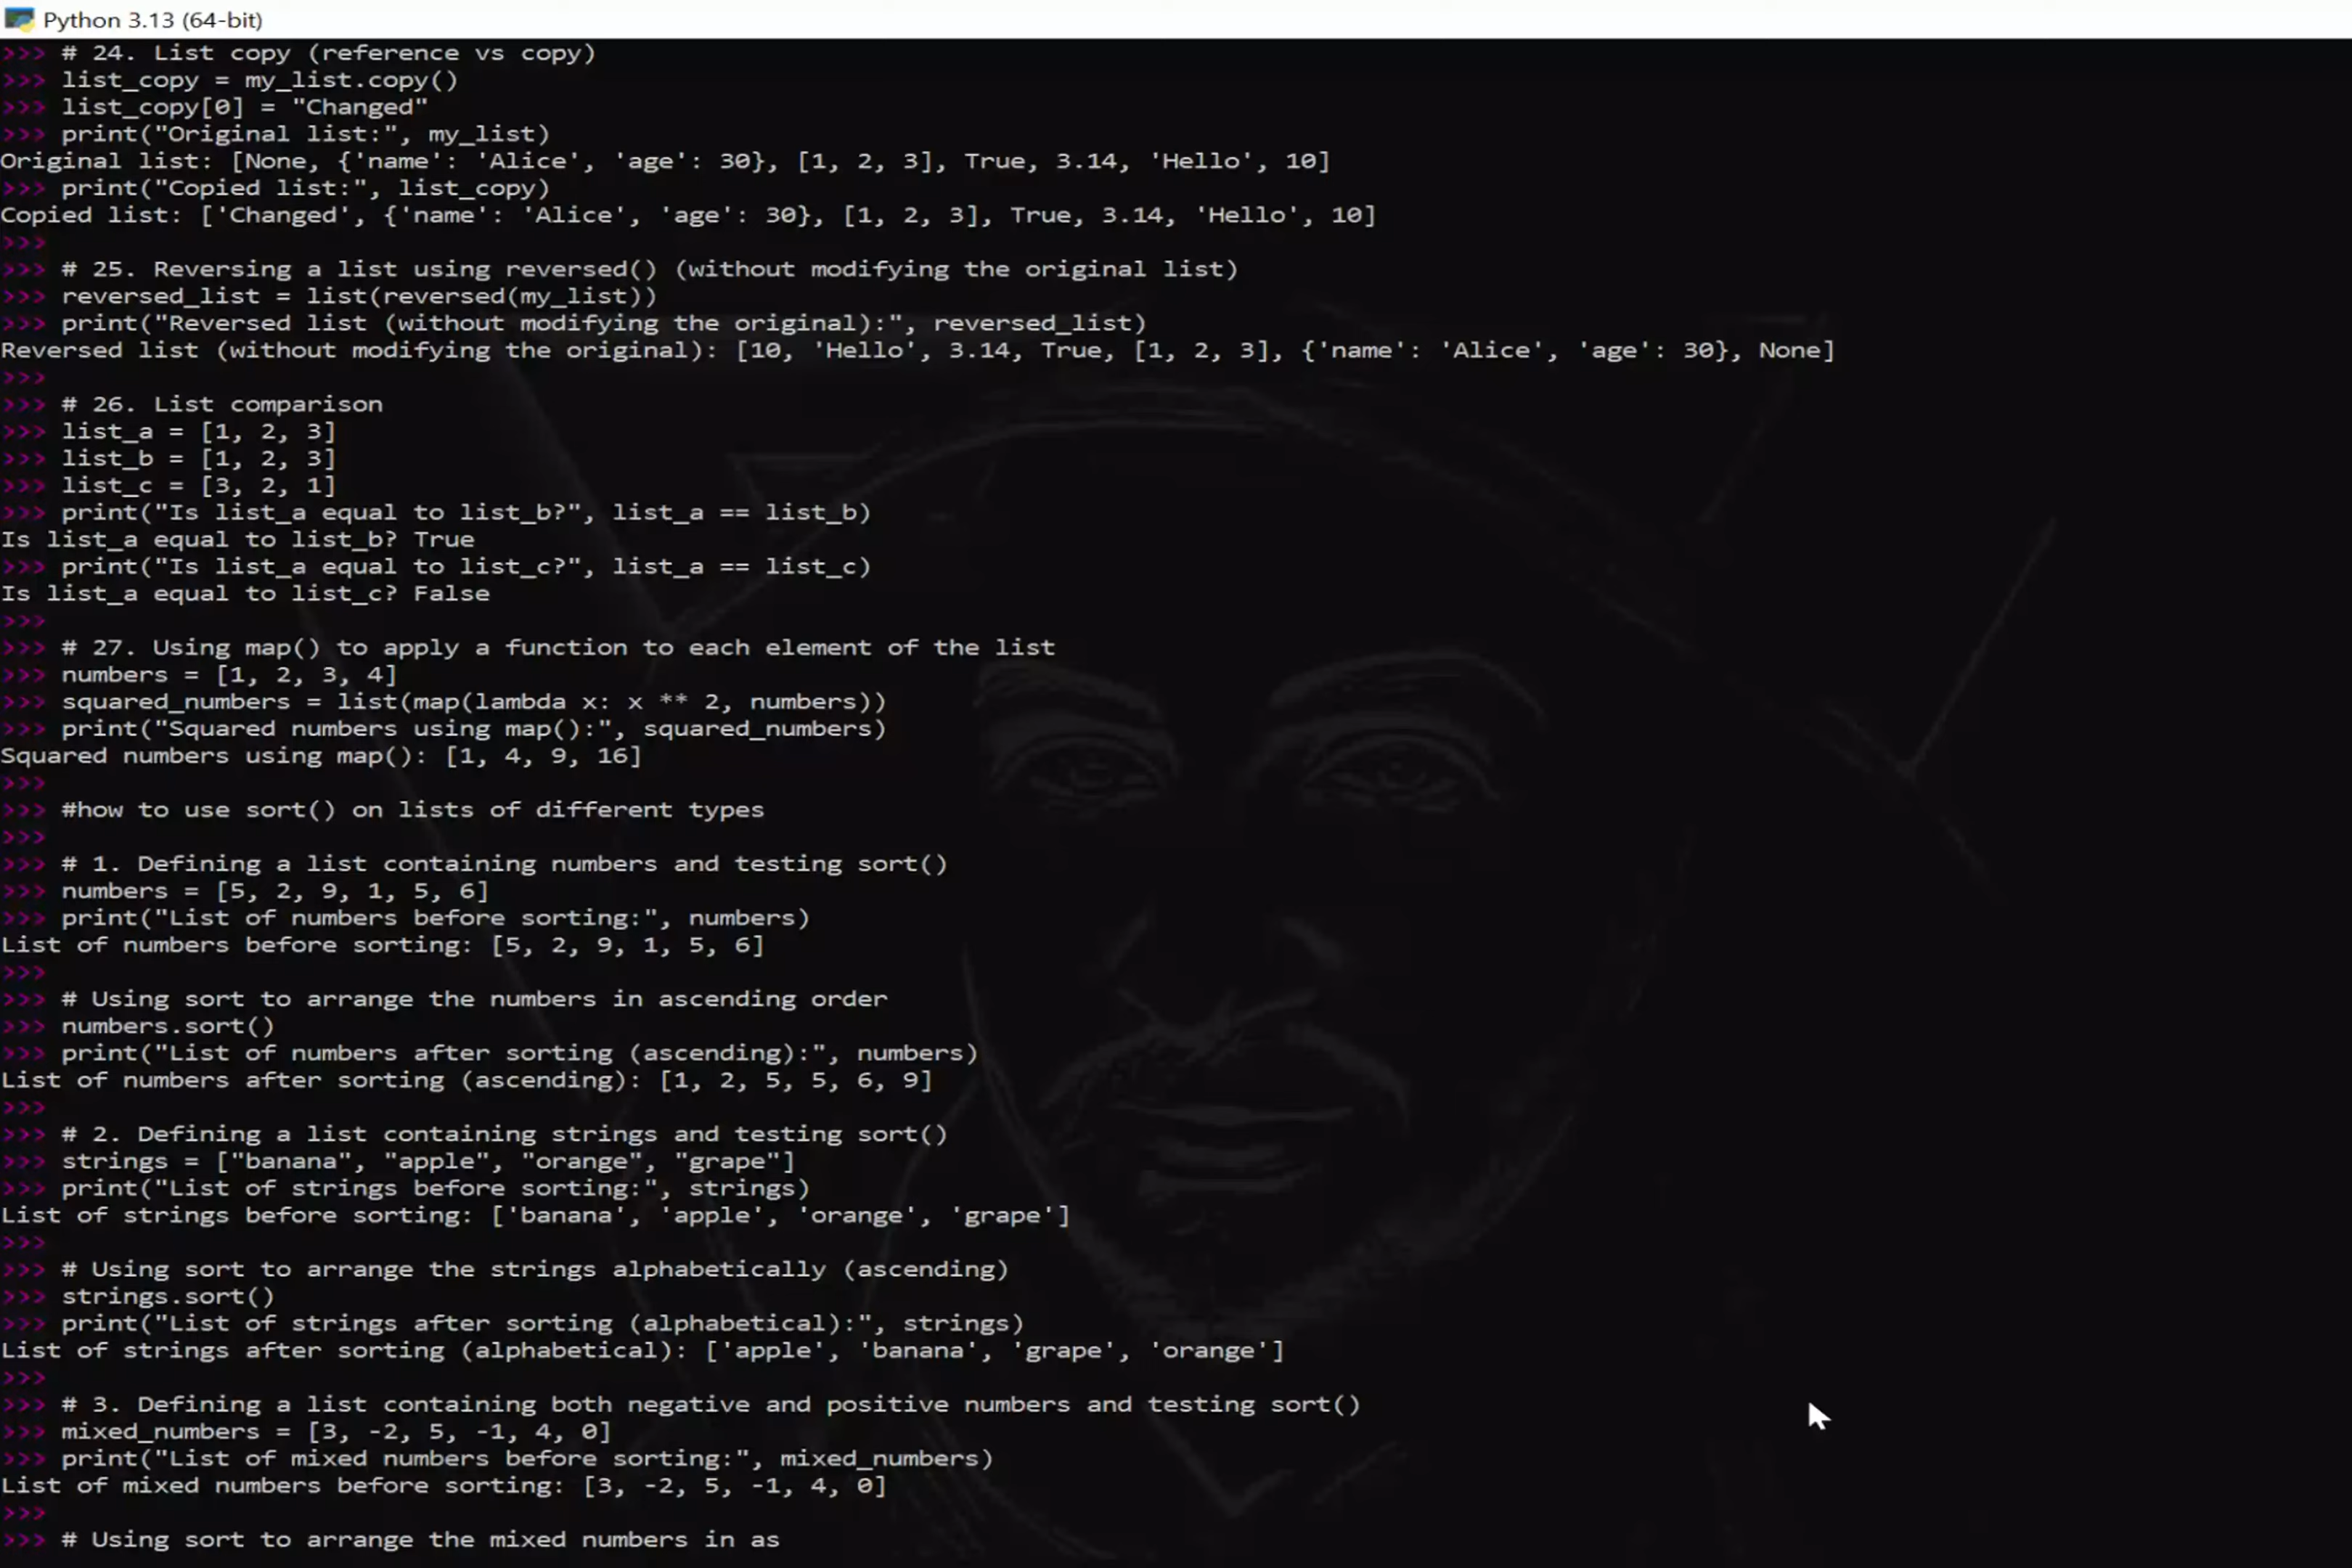 Python 3.13 (64-bit)
>>> # 24. List copy (reference vs copy)
>>> list_copy = my_list.copy()
>>> list_copy[0] = "Changed"
>>> print("Original list:", my_list)
Original list: [None, {'name': 'Alice', 'age': 30}, [1, 2, 3], True, 3.14, 'Hello', 10]
>>> print("Copied list:", list_copy)
Copied list: ['Changed', {'name': 'Alice', 'age': 30}, [1, 2, 3], True, 3.14, 'Hello', 10]
>>>
>>> # 25. Reversing a list using reversed() (without modifying the original list)
>>> reversed_list = list(reversed(my_list))
>>> print("Reversed list (without modifying the original):", reversed_list)
Reversed list (without modifying the original): [10, 'Hello', 3.14, True, [1, 2, 3], {'name': 'Alice', 'age': 30}, None]
>>>
>>> # 26. List comparison
>>> list_a = [1, 2, 3]
>>> list_b = [1, 2, 3]
>>> list_c = [3, 2, 1]
>>> print("Is list_a equal to list_b?", list_a == list_b)
Is list_a equal to list_b? True
>>> print("Is list_a equal to list_c?", list_a == list_c)
Is list_a equal to list_c? False
>>>
>>> # 27. Using map() to apply a function to each element of the list
>>> numbers = [1, 2, 3, 4]
>>> squared_numbers = list(map(lambda x: x ** 2, numbers))
>>> print("Squared numbers using map():", squared_numbers)
Squared numbers using map(): [1, 4, 9, 16]
>>>
>>> #how to use sort() on lists of different types
>>>
>>> # 1. Defining a list containing numbers and testing sort()
>>> numbers = [5, 2, 9, 1, 5, 6]
>>> print("List of numbers before sorting:", numbers)
List of numbers before sorting: [5, 2, 9, 1, 5, 6]
>>>
>>> # Using sort to arrange the numbers in ascending order
>>> numbers.sort()
>>> print("List of numbers after sorting (ascending):", numbers)
List of numbers after sorting (ascending): [1, 2, 5, 5, 6, 9]
>>>
>>> # 2. Defining a list containing strings and testing sort()
>>> strings = ["banana", "apple", "orange", "grape"]
>>> print("List of strings before sorting:", strings)
List of strings before sorting: ['banana', 'apple', 'orange', 'grape']
>>>
>>> # Using sort to arrange the strings alphabetically (ascending)
>>> strings.sort()
>>> print("List of strings after sorting (alphabetical):", strings)
List of strings after sorting (alphabetical): ['apple', 'banana', 'grape', 'orange']
>>>
>>> # 3. Defining a list containing both negative and positive numbers and testing sort()
>>> mixed_numbers = [3, -2, 5, -1, 4, 0]
>>> print("List of mixed numbers before sorting:", mixed_numbers)
List of mixed numbers before sorting: [3, -2, 5, -1, 4, 0]
>>>
>>> # Using sort to arrange the mixed numbers in as